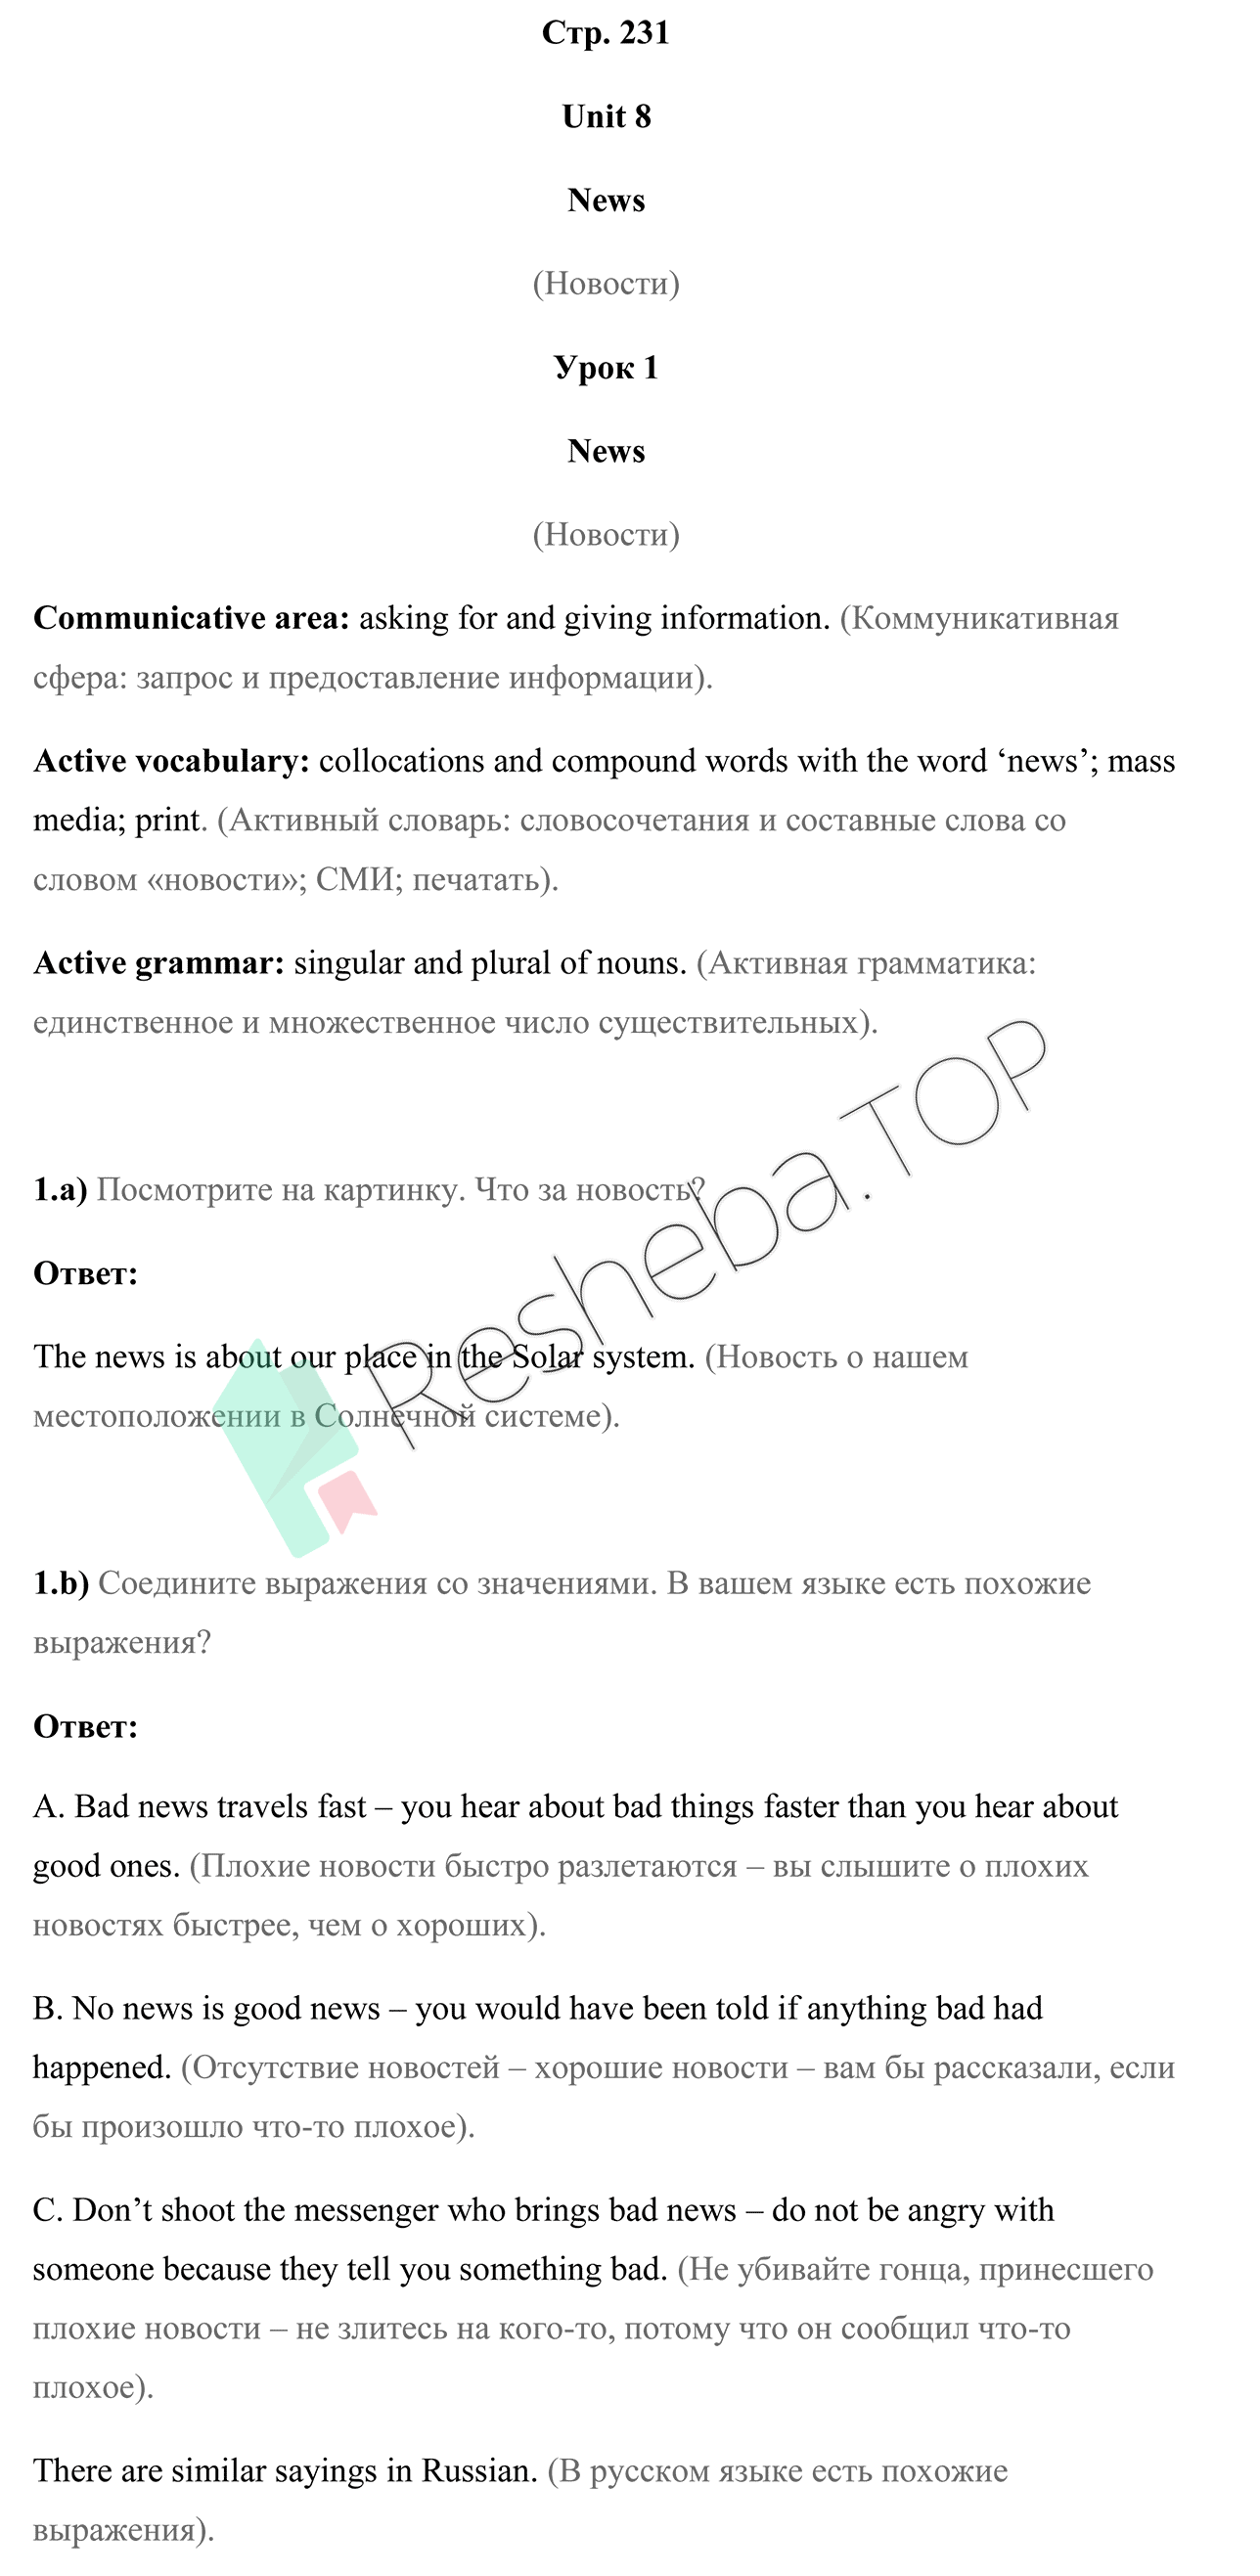 Стр. 231
Unit 8
News
(Новости)
Урок 1
News
(Новости)
Communicative area: asking for and giving information. (Коммуникативная
сфера: запрос и предоставление информации).
Active vocabulary: collocations and compound words with the word ‘news’; mass
media; print. (Активный словарь: словосочетания и составные слова со
словом «новости»; СМИ; печатать).
Active grammar: singular and plural of nouns. (Активная грамматика:
единственное и множественное число существительных).
1.a) Посмотрите на картинку. Что за новость?
Ответ:
The news is about our place in the Solar system. (Новость о нашем
местоположении в Солнечной системе).
Resheba.TOP
1.b) Соедините выражения со значениями. В вашем языке есть похожие
выражения?
Ответ:
A. Bad news travels fast – you hear about bad things faster than you hear about
good ones. (Плохие новости быстро разлетаются – вы слышите о плохих
новостях быстрее, чем о хороших).
B. No news is good news – you would have been told if anything bad had
happened. (Отсутствие новостей – хорошие новости – вам бы рассказали, если
бы произошло что-то плохое).
C. Don’t shoot the messenger who brings bad news – do not be angry with
someone because they tell you something bad. (Не убивайте гонца, принесшего
плохие новости – не злитесь на кого-то, потому что он сообщил что-то
плохое).
There are similar sayings in Russian. (В русском языке есть похожие
выражения).